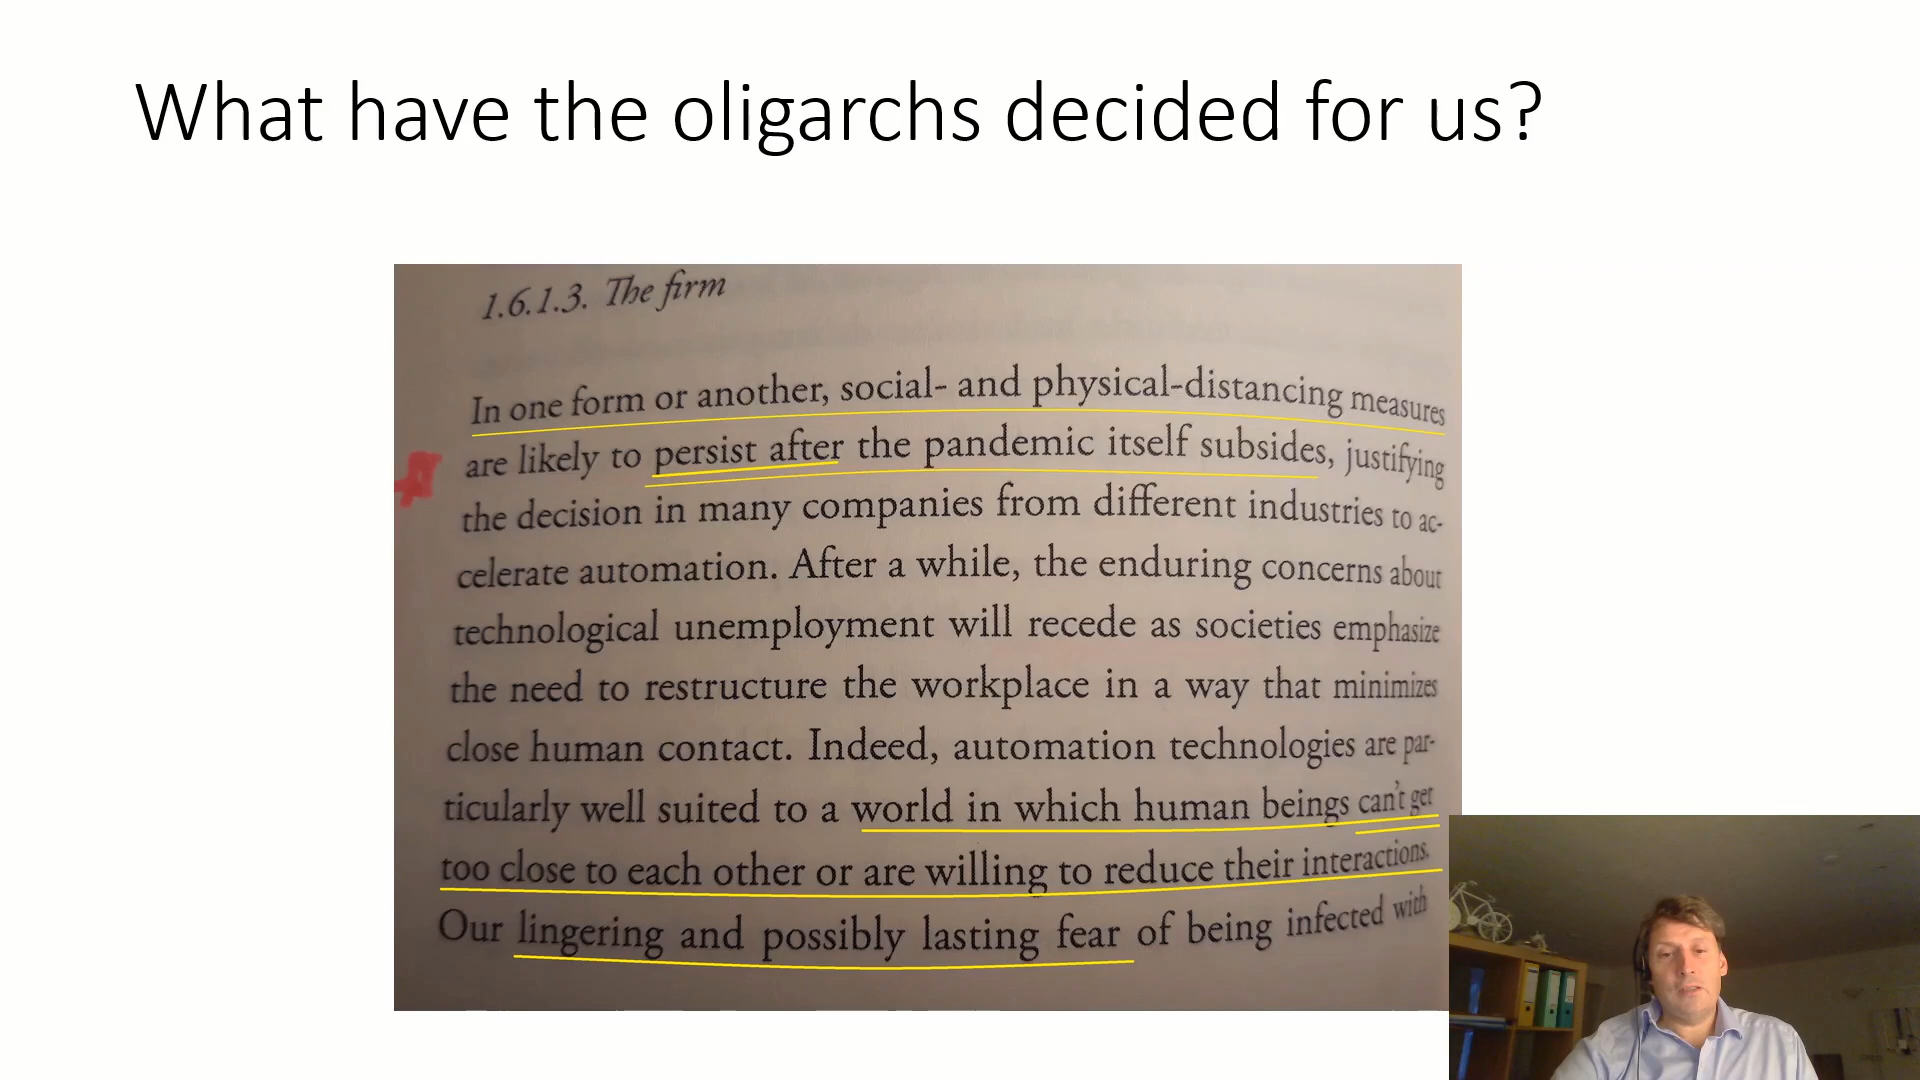 What have the oligarchs decided for us?
1.6.1.3. The firm
In one form or another, social- and physical-distancing measures
are likely to persist after the pandemic itself subsides, justifying
the decision in many companies from different industries to ac-
celerate automation. After a while, the enduring concerns about
technological unemployment will recede as societies emphasize
the need to restructure the workplace in a way that minimizes
close human contact. Indeed, automation technologies are par-
ticularly well suited to a world in which human beings can't get
too close to each other or are willing to reduce their interactions.
Our lingering and possibly lasting fear of being infected with